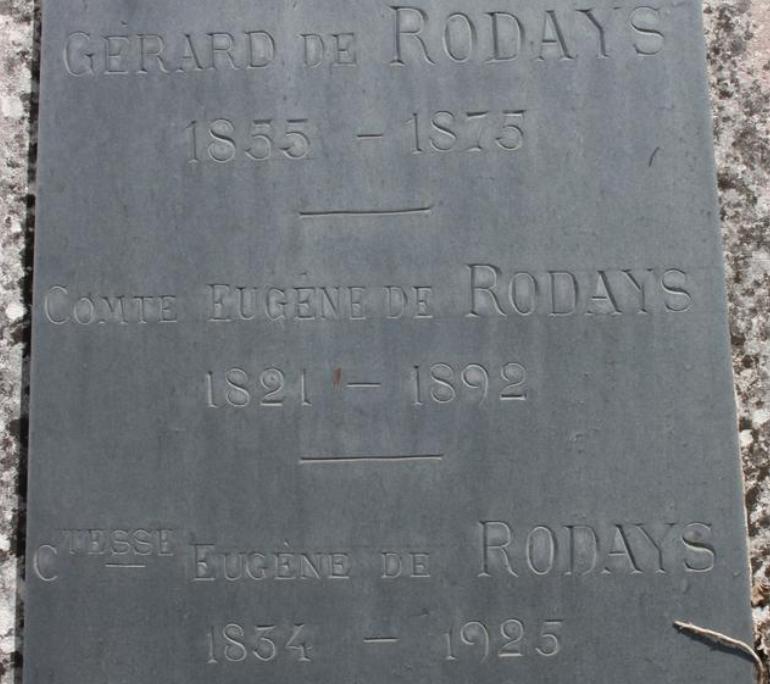 GÉRARD DE RODAYS
1855 - 1875
COMTE EUGÈNE DE RODAYS
1821 - 1892
CTESSE EUGÈNE DE RODAYS
1834 - 1925